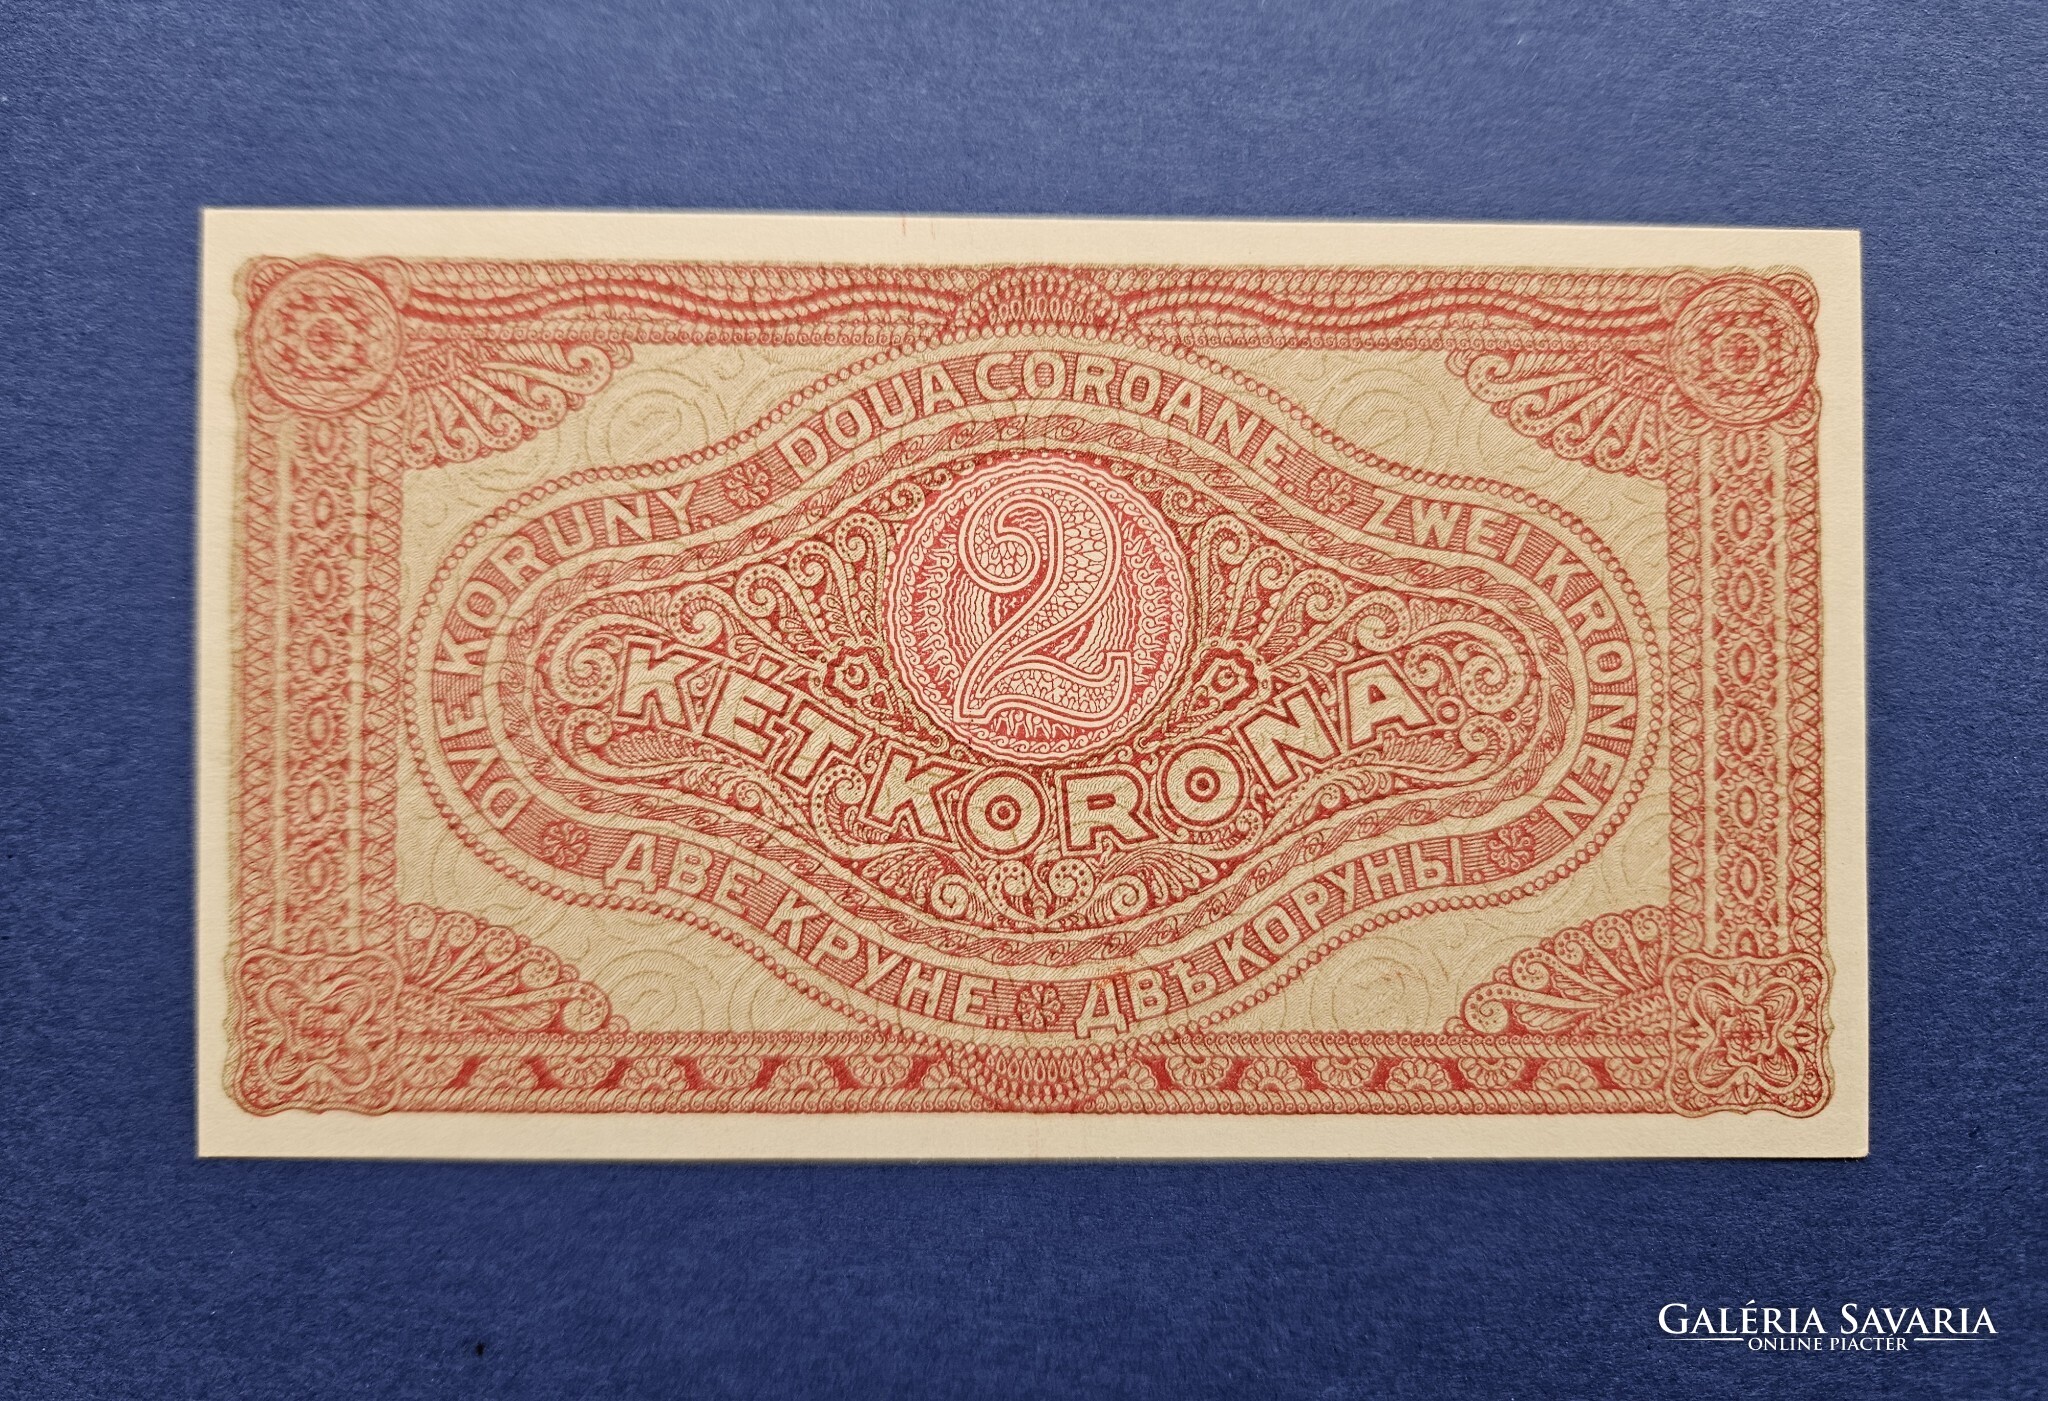 DVE KORUNY.
DOUA COROANE.
ZWEI KRONEN
2
KÉT KORONA
ДВЕ КРУНЕ.
ДВѢ КОРУНЫ.
GALÉRIA SAVARIA
ONLINE PIACTÉR